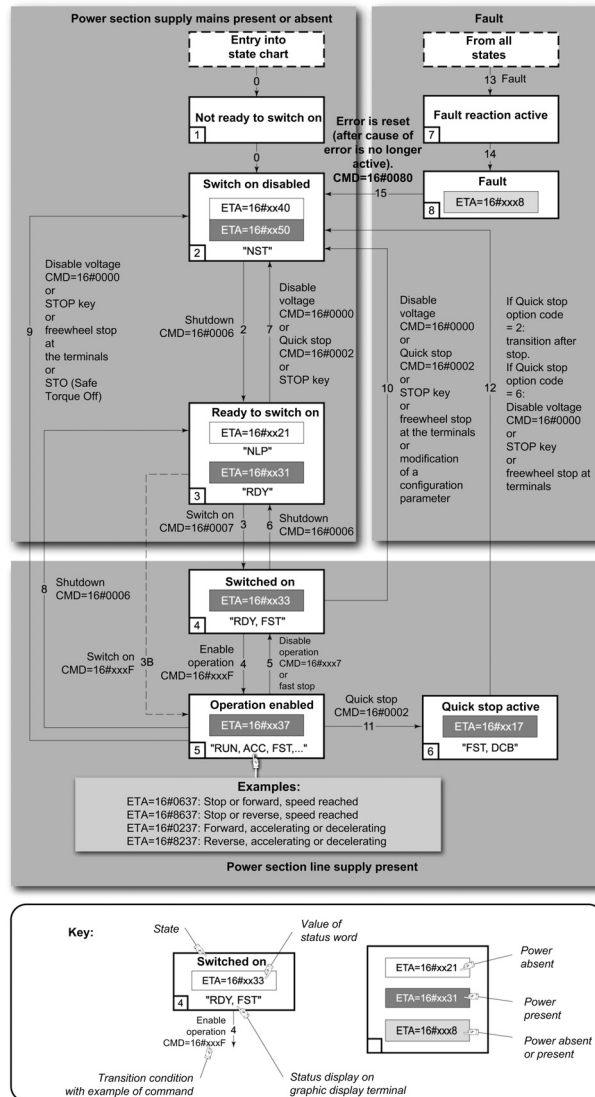 Power section supply mains present or absent
Entry into
state chart
0
Not ready to switch on
1
0
Switch on disabled
ETA=16#xx40
ETA=16#xx50
2
"NST"
Fault
From all
states
13 Fault
Fault reaction active
7
14
Fault
ETA=16#xxx8
8
Error is reset
(after cause of
error is no longer
active).
CMD=16#0080
15
9
Disable voltage
CMD=16#0000
or
STOP key
or
freewheel stop
at
the terminals
or
STO (Safe
Torque Off)
Shutdown
CMD=16#0006
2
7
Disable
voltage
CMD=16#0000
or
Quick stop
CMD=16#0002
or
STOP key
10
Disable
voltage
CMD=16#0000
or
Quick stop
CMD=16#0002
or
STOP key
or
freewheel stop
at the terminals
or
modification
of a
configuration
parameter
12
If Quick stop
option code
= 2:
transition after
stop.
If Quick stop
option code
= 6:
Disable voltage
CMD=16#0000
or
STOP key
or
freewheel stop at
terminals
Ready to switch on
ETA=16#xx21
"NLP"
ETA=16#xx31
3
"RDY"
Switch on
CMD=16#0007
3
6
Shutdown
CMD=16#0006
8
Shutdown
CMD=16#0006
Switched on
ETA=16#xx33
4
"RDY, FST"
Switch on
CMD=16#xxxF
3B
Enable
operation
CMD=16#xxxF
4
5
Disable
operation
CMD=16#xxx7
or
fast stop
Operation enabled
ETA=16#xx37
5
"RUN, ACC, FST,..."
Quick stop
CMD=16#0002
11
Quick stop active
ETA=16#xx17
6
"FST, DCB"
Examples:
ETA=16#0637: Stop or forward, speed reached
ETA=16#8637: Stop or reverse, speed reached
ETA=16#0237: Forward, accelerating or decelerating
ETA=16#8237: Reverse, accelerating or decelerating
Power section line supply present
Key:
State
Value of
status word
Switched on
ETA=16#xx33
4
"RDY, FST"
Enable
operation
CMD=16#xxxF
4
Transition condition
with example of command
Status display on
graphic display terminal
ETA=16#xx21
ETA=16#xx31
ETA=16#xxx8
Power
absent
Power
present
Power absent
or present